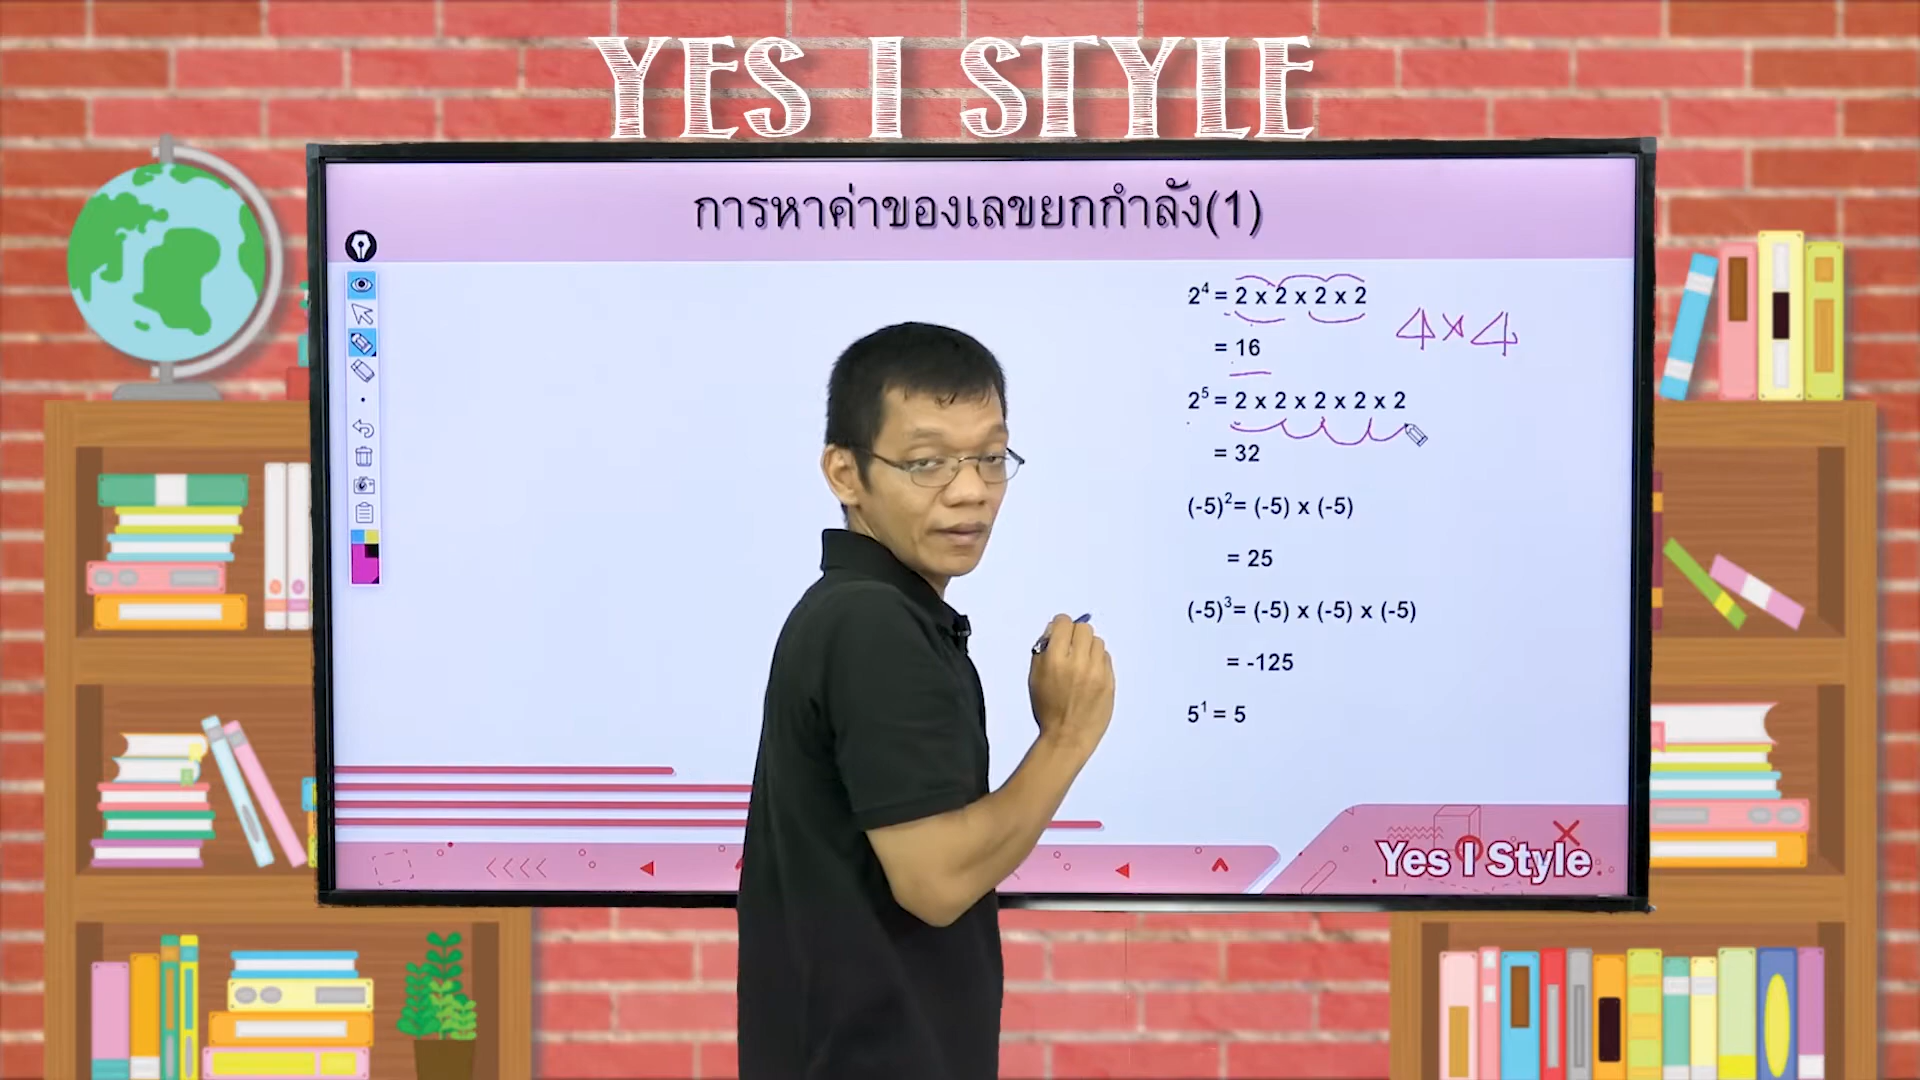 YES I STYLE
การหาค่าของเลขยกกำลัง(1)
2⁴ = 2 x 2 x 2 x 2
4×4
= 16
2⁵ = 2 x 2 x 2 x 2 x 2
= 32
(-5)²= (-5) x (-5)
= 25
(-5)³= (-5) x (-5) x (-5)
= -125
5¹ = 5
Yes I Style